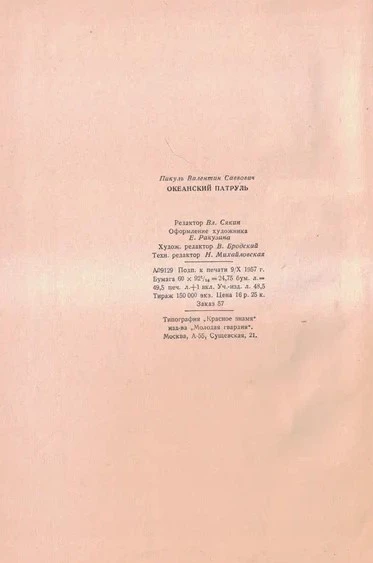 Пикуль Валентин Саввович
ОКЕАНСКИЙ ПАТРУЛЬ
Редактор Вл. Сякин
Оформление художника
Е. Ракузина
Худож. редактор В. Бродский
Техн. редактор Н. Михайловская
А09129 Подп. к печати 9/X 1957 г.
Бумага 60 × 92¹/₁₆ = 24,75 бум. л. =
49,5 печ. л.+1 вкл. Уч.-изд. л. 48,5
Тираж 150 000 экз. Цена 16 р. 25 к.
Заказ 57
Типография „Красное знамя“
изд-ва „Молодая гвардия“.
Москва, А-55, Сущевская, 21.